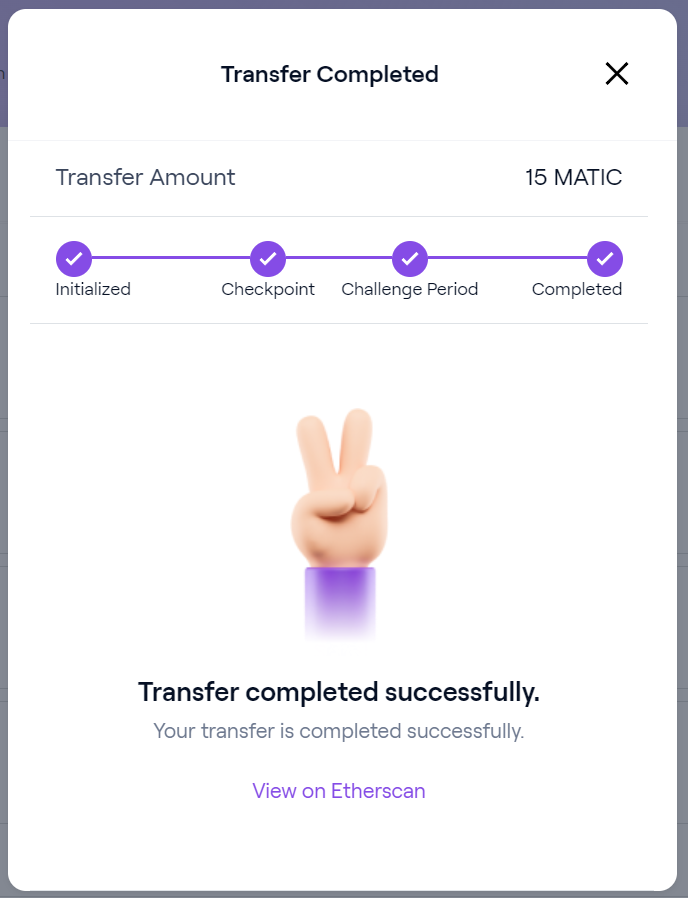 Transfer Completed
Transfer Amount 15 MATIC
Initialized Checkpoint Challenge Period Completed
Transfer completed successfully.
Your transfer is completed successfully.
View on Etherscan